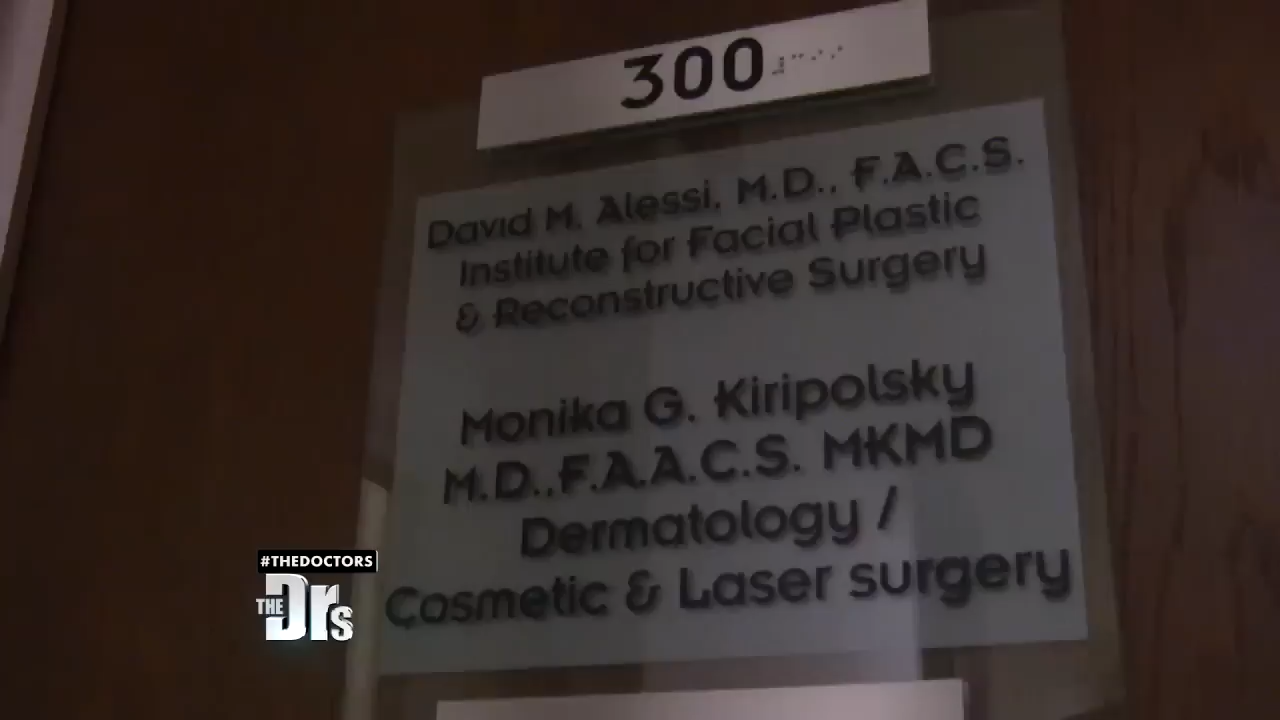 300
David M. Alessi, M.D., F.A.C.S.
Institute for Facial Plastic
& Reconstructive Surgery
Monika G. Kiripolsky
M.D.,F.A.A.C.S. MKMD
Dermatology /
Cosmetic & Laser surgery
#THEDOCTORS
THE Drs